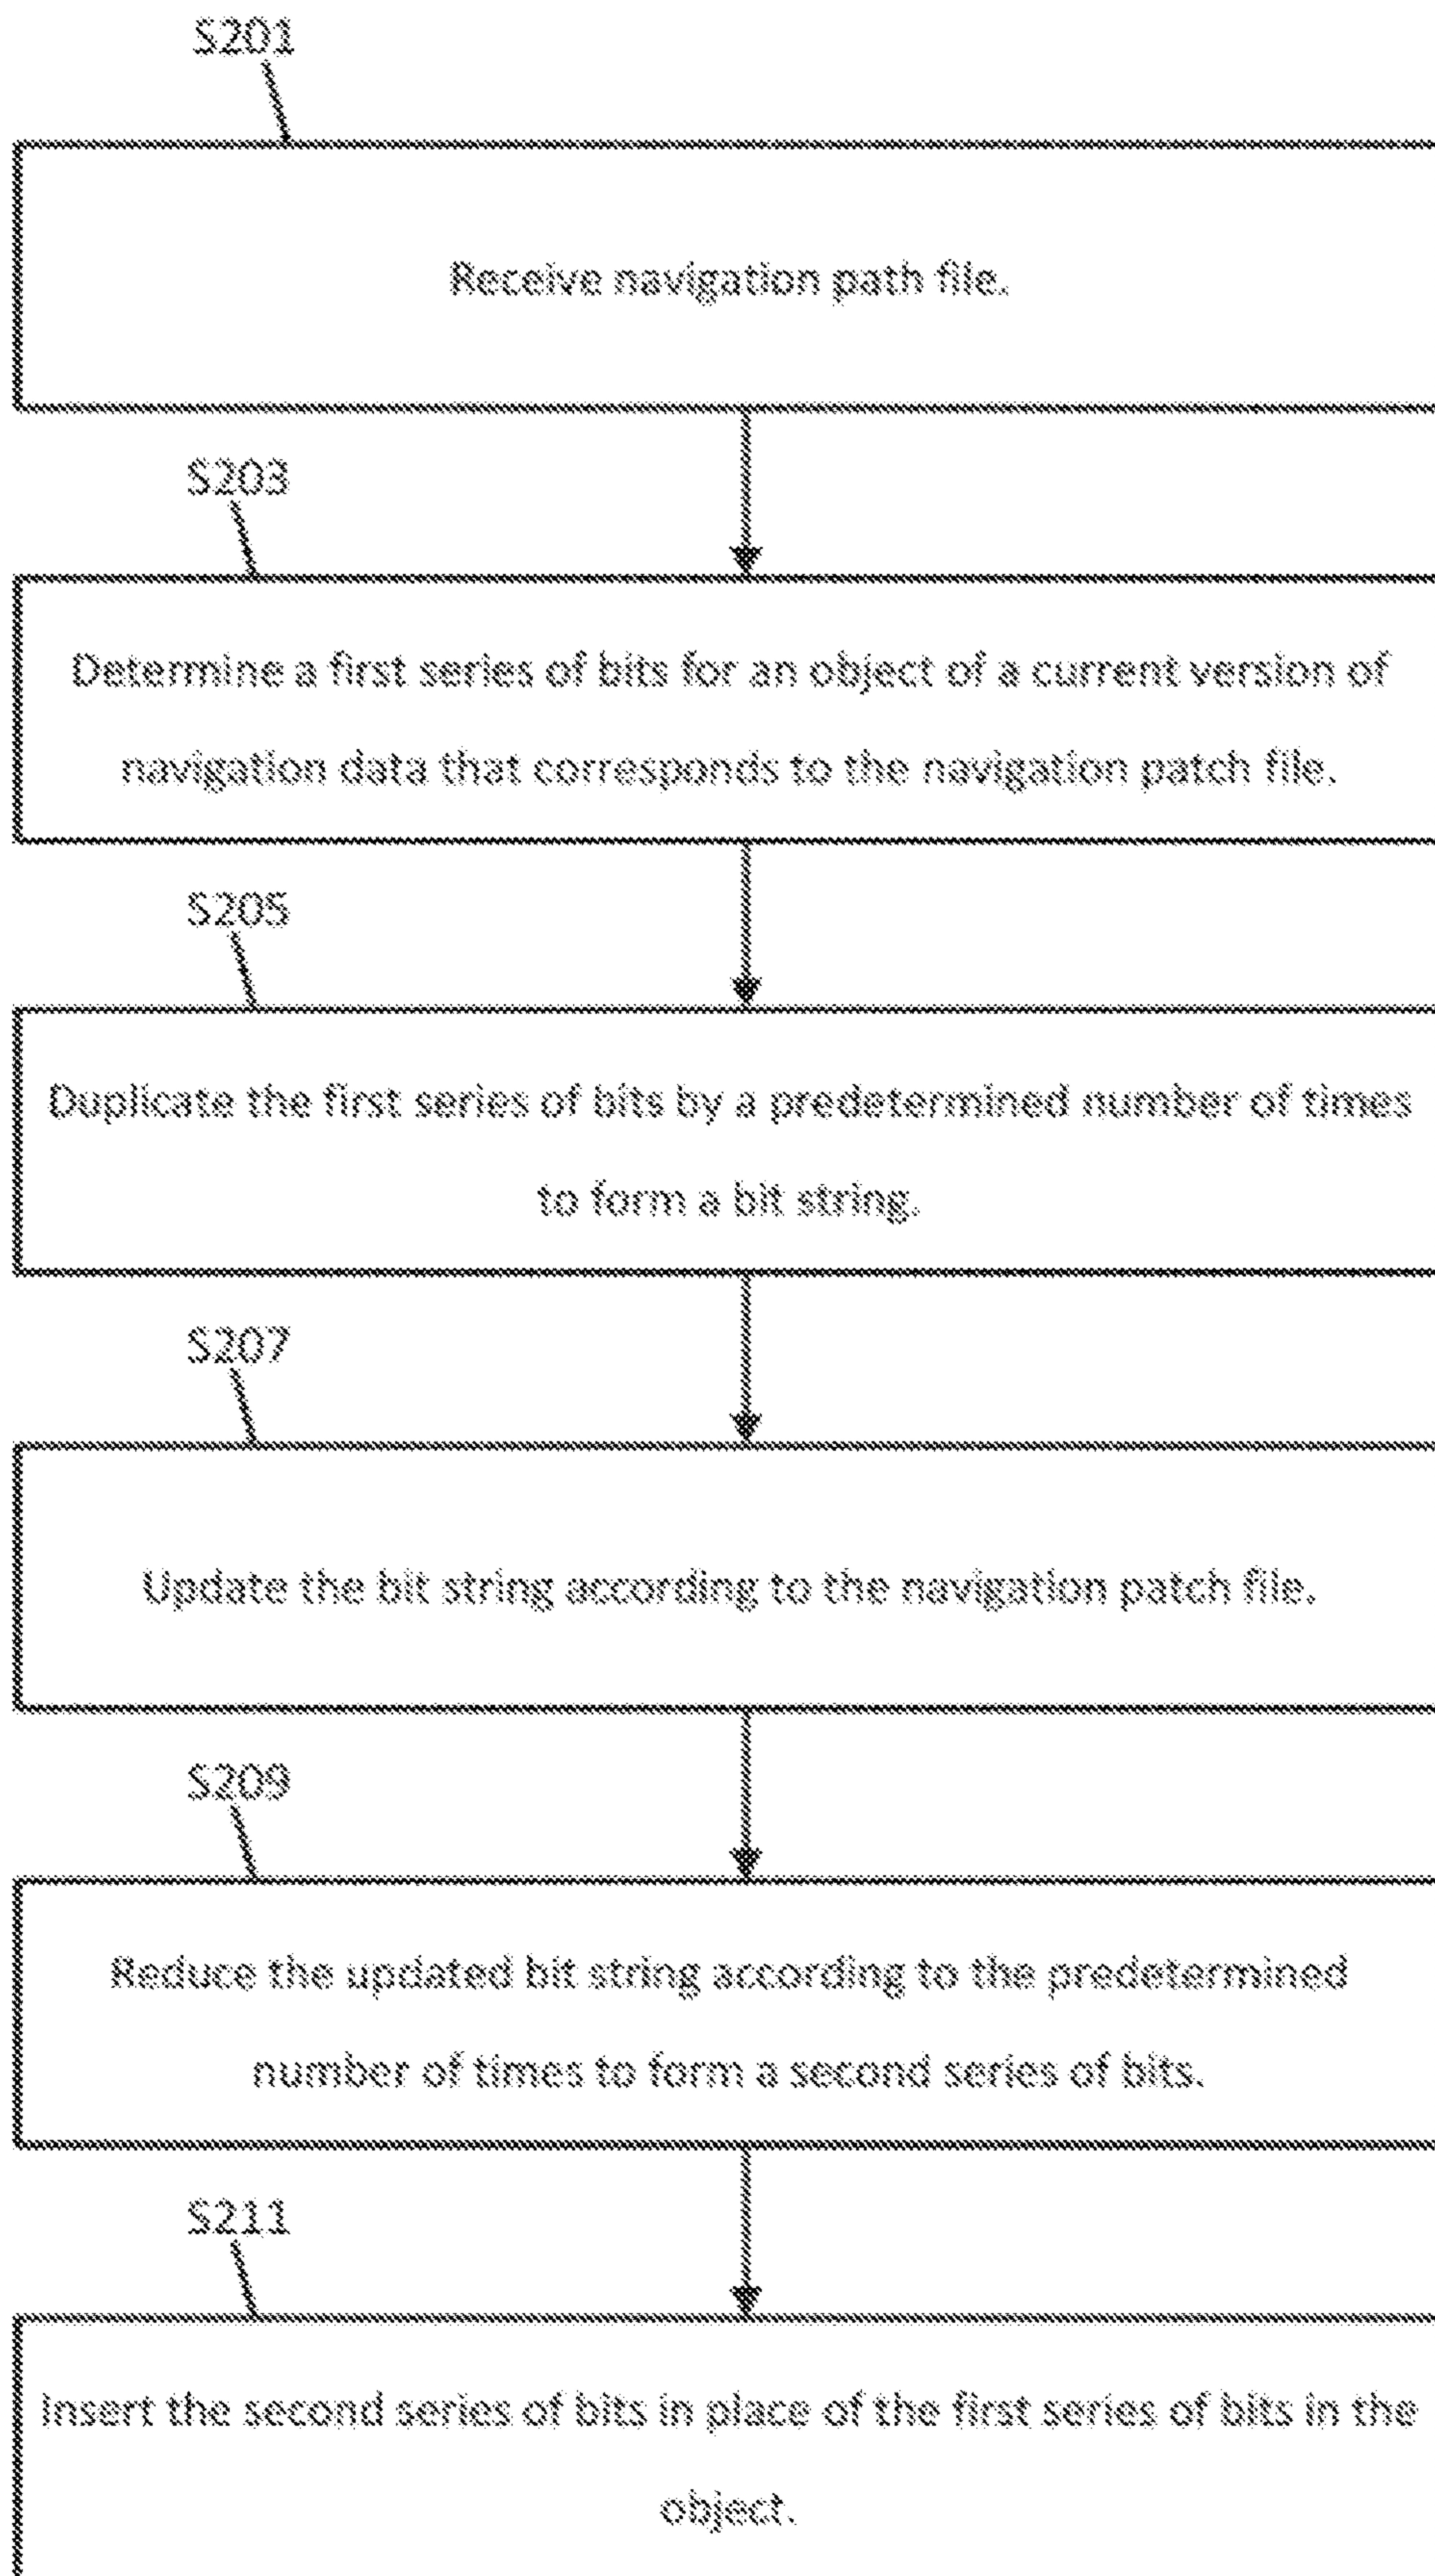 S201
Receive navigation path file.
S203
Determine a first series of bits for an object of a current version of
navigation data that corresponds to the navigation patch file.
S205
Duplicate the first series of bits by a predetermined number of times
to form a bit string.
S207
Update the bit string according to the navigation patch file.
S209
Reduce the updated bit string according to the predetermined
number of times to form a second series of bits.
S211
Insert the second series of bits in place of the first series of bits in the
object.